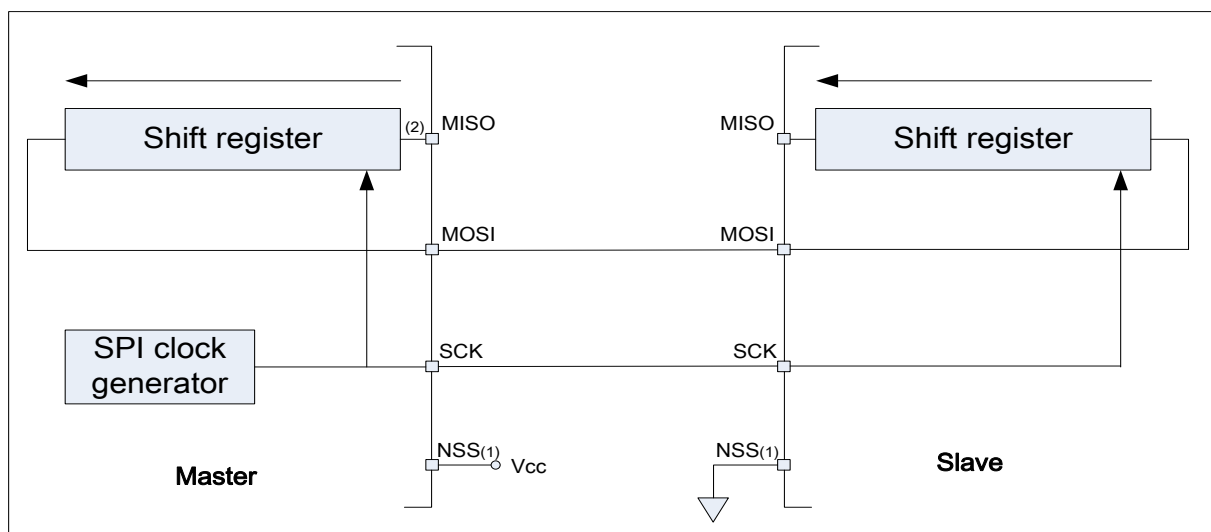 Shift register
(2)
MISO
MISO
Shift register
MOSI
MOSI
SPI clock
generator
SCK
SCK
NSS(1)
Vcc
NSS(1)
Master
Slave